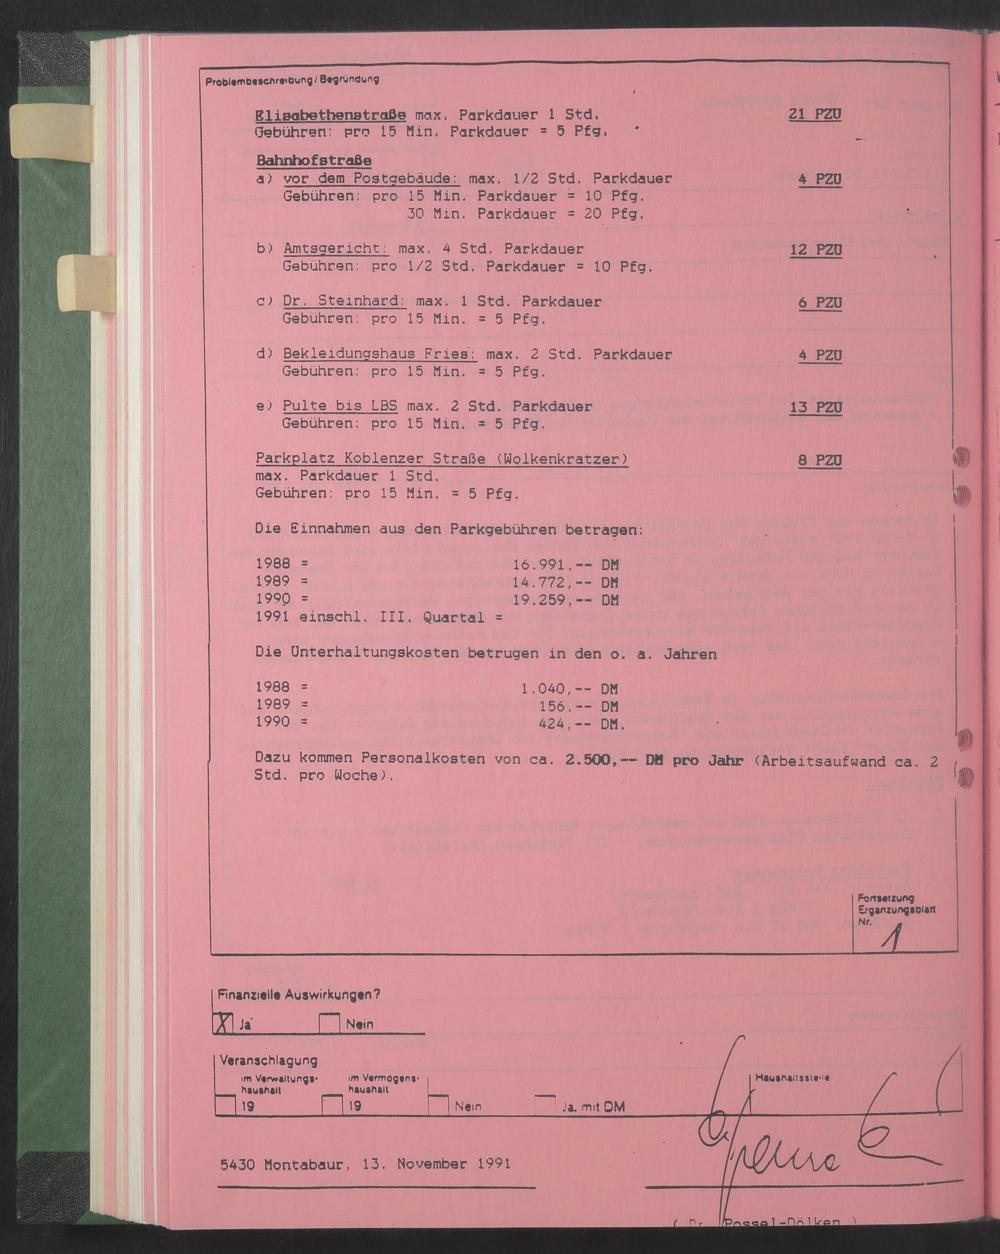 Problembeschreibung/Begründung
Elisabethenstraße max. Parkdauer 1 Std. 21 PZU
Gebühren: pro 15 Min. Parkdauer = 5 Pfg.
Bahnhofstraße
a) vor dem Postgebäude: max. 1/2 Std. Parkdauer 4 PZU
Gebühren: pro 15 Min. Parkdauer = 10 Pfg.
30 Min. Parkdauer = 20 Pfg.
b) Amtsgericht: max. 4 Std. Parkdauer 12 PZU
Gebühren: pro 1/2 Std. Parkdauer = 10 Pfg.
c) Dr. Steinhard: max. 1 Std. Parkdauer 6 PZU
Gebühren: pro 15 Min. = 5 Pfg.
d) Bekleidungshaus Fries: max. 2 Std. Parkdauer 4 PZU
Gebühren: pro 15 Min. = 5 Pfg.
e) Pulte bis LBS max. 2 Std. Parkdauer 13 PZU
Gebühren: pro 15 Min. = 5 Pfg.
Parkplatz Koblenzer Straße (Wolkenkratzer) 8 PZU
max. Parkdauer 1 Std.
Gebühren: pro 15 Min. = 5 Pfg.
Die Einnahmen aus den Parkgebühren betragen:
1988 = 16.991,-- DM
1989 = 14.772,-- DM
1990 = 19.259,-- DM
1991 einschl. III. Quartal =
Die Unterhaltungskosten betrugen in den o. a. Jahren
1988 = 1.040,-- DM
1989 = 156.-- DM
1990 = 424,-- DM.
Dazu kommen Personalkosten von ca. 2.500,-- DM pro Jahr (Arbeitsaufwand ca. 2
Std. pro Woche).
Fortsetzung
Ergänzungsblatt
Nr. 1
Finanzielle Auswirkungen?
X Ja Nein
Veranschlagung
im Verwaltungs- im Vermögens- Haushaltsstelle
haushalt haushalt
19 19 Nein Ja, mit DM
5430 Montabaur, 13. November 1991
( Dr. Possel-Dölken )